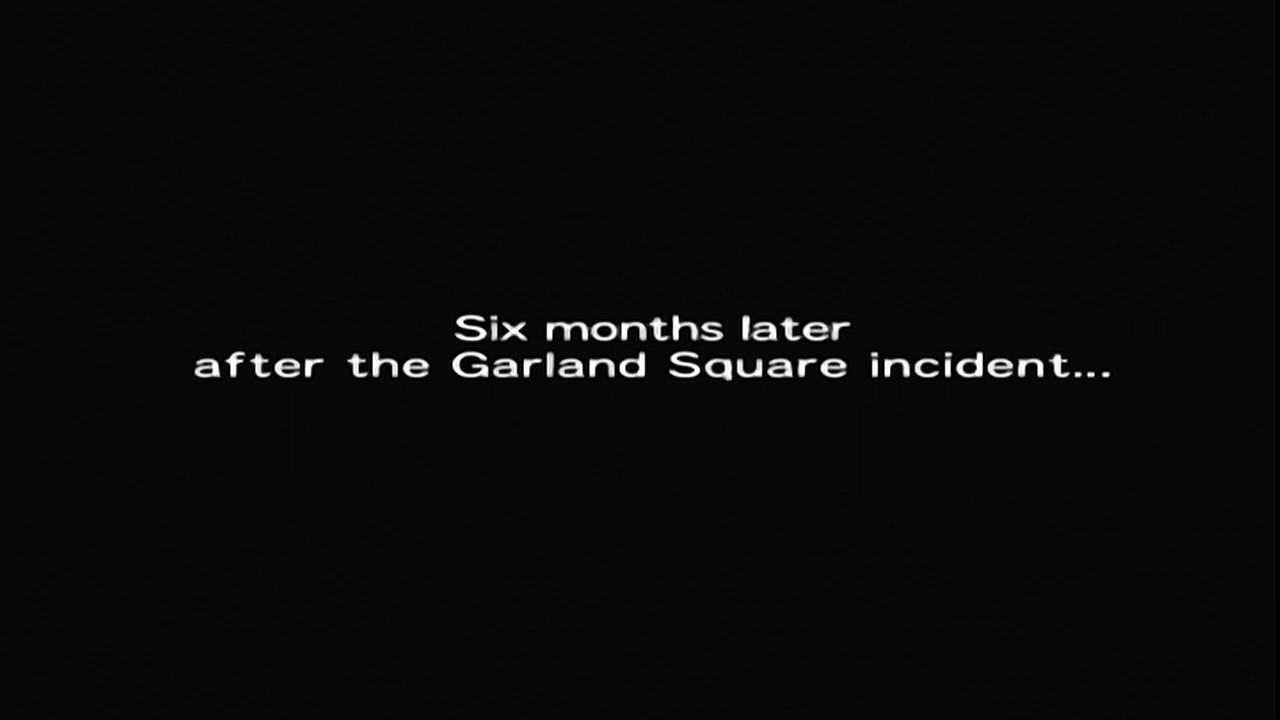 Six months later
after the Garland Square incident...